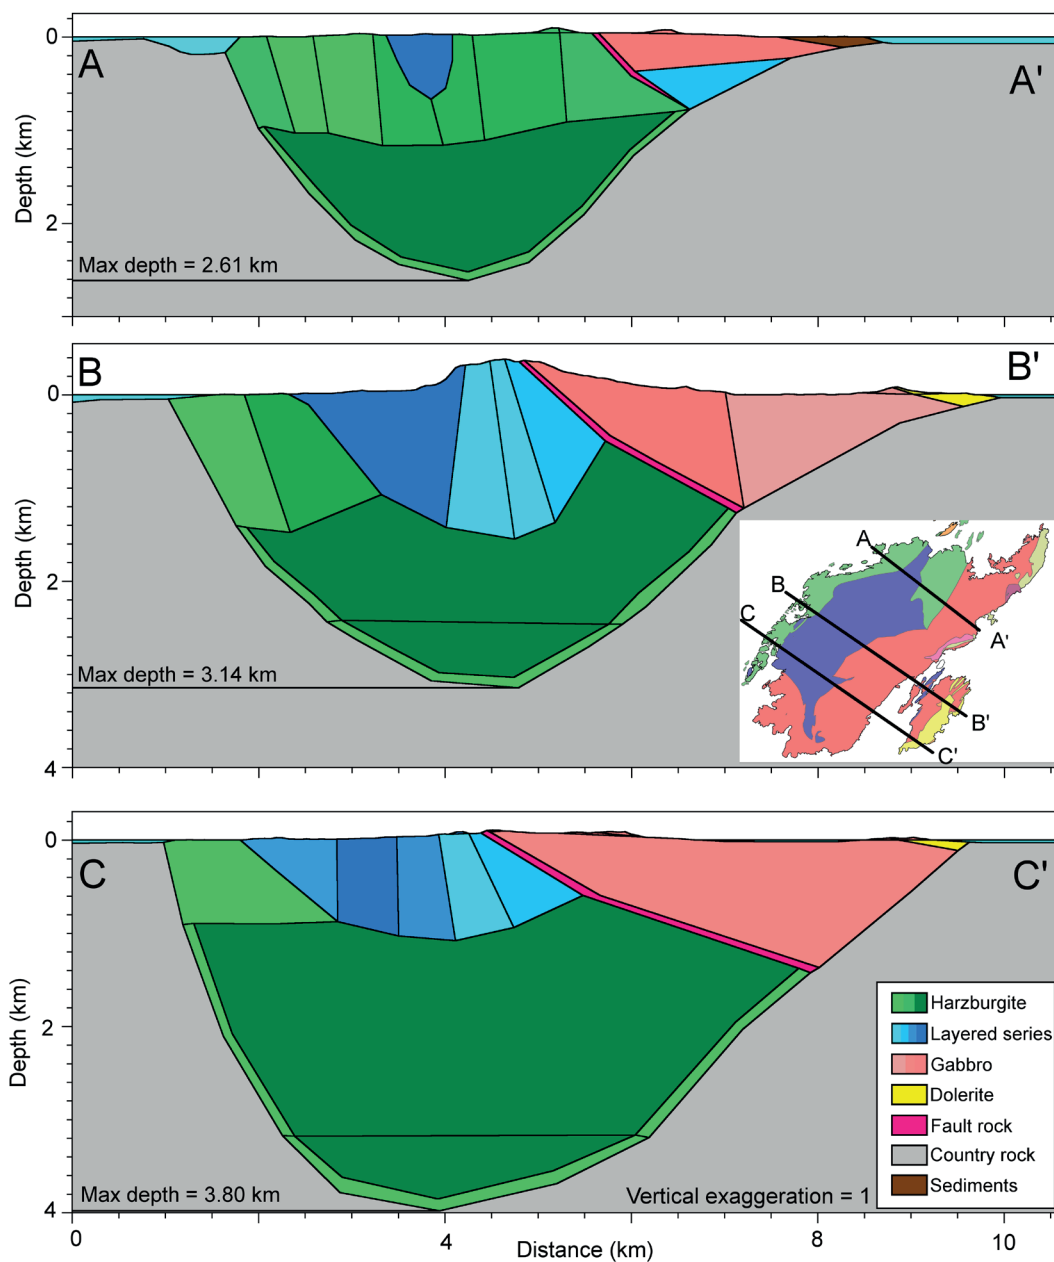 A
A'
0
2
Depth (km)
Max depth = 2.61 km
B
B'
0
2
4
Depth (km)
Max depth = 3.14 km
A
B
C
A'
B'
C'
C
C'
0
2
4
Depth (km)
Max depth = 3.80 km
Vertical exaggeration = 1
Harzburgite
Layered series
Gabbro
Dolerite
Fault rock
Country rock
Sediments
0 4 8 10
Distance (km)